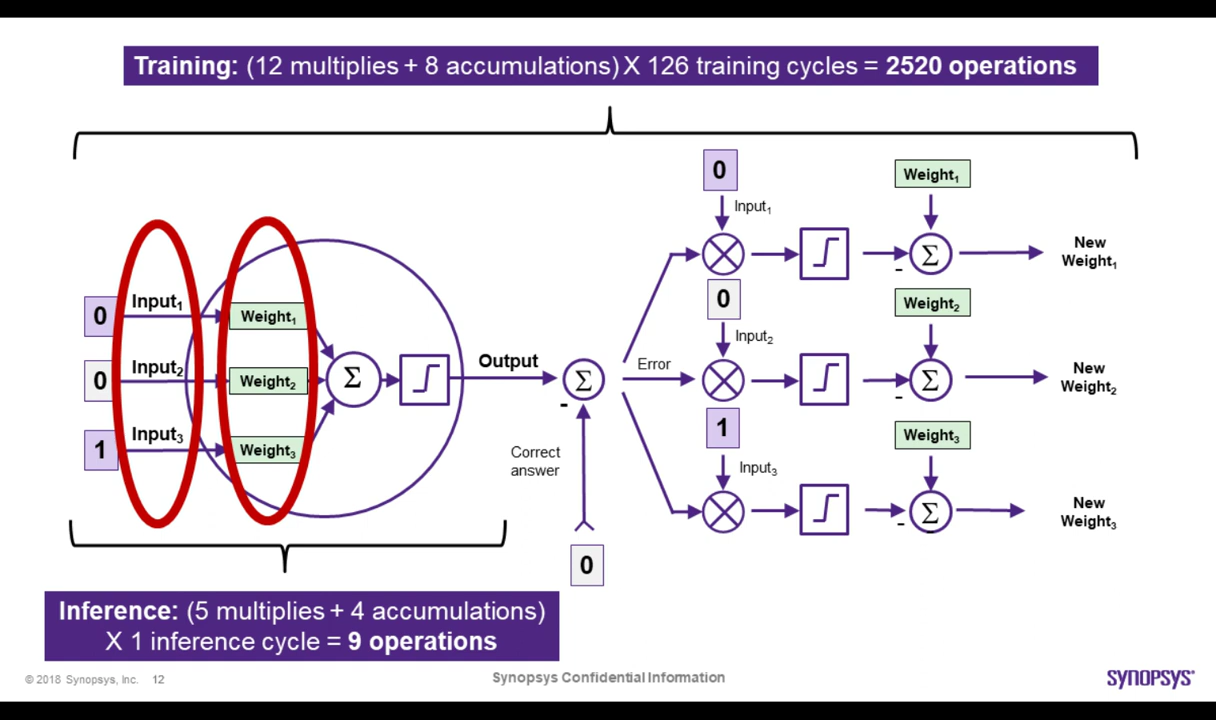 Training: (12 multiplies + 8 accumulations) X 126 training cycles = 2520 operations
0
Input₁
Weight₁
0
Input₁
Weight₁
Σ
-
New
Weight₁
0
Input₂
Weight₂
0
Input₂
Weight₂
Σ
Output
Σ
-
Error
Σ
-
New
Weight₂
1
Input₃
Weight₃
1
Input₃
Weight₃
Correct
answer
Σ
-
New
Weight₃
0
Inference: (5 multiplies + 4 accumulations)
X 1 inference cycle = 9 operations
© 2018 Synopsys, Inc. 12
Synopsys Confidential Information
SYNOPSYS®